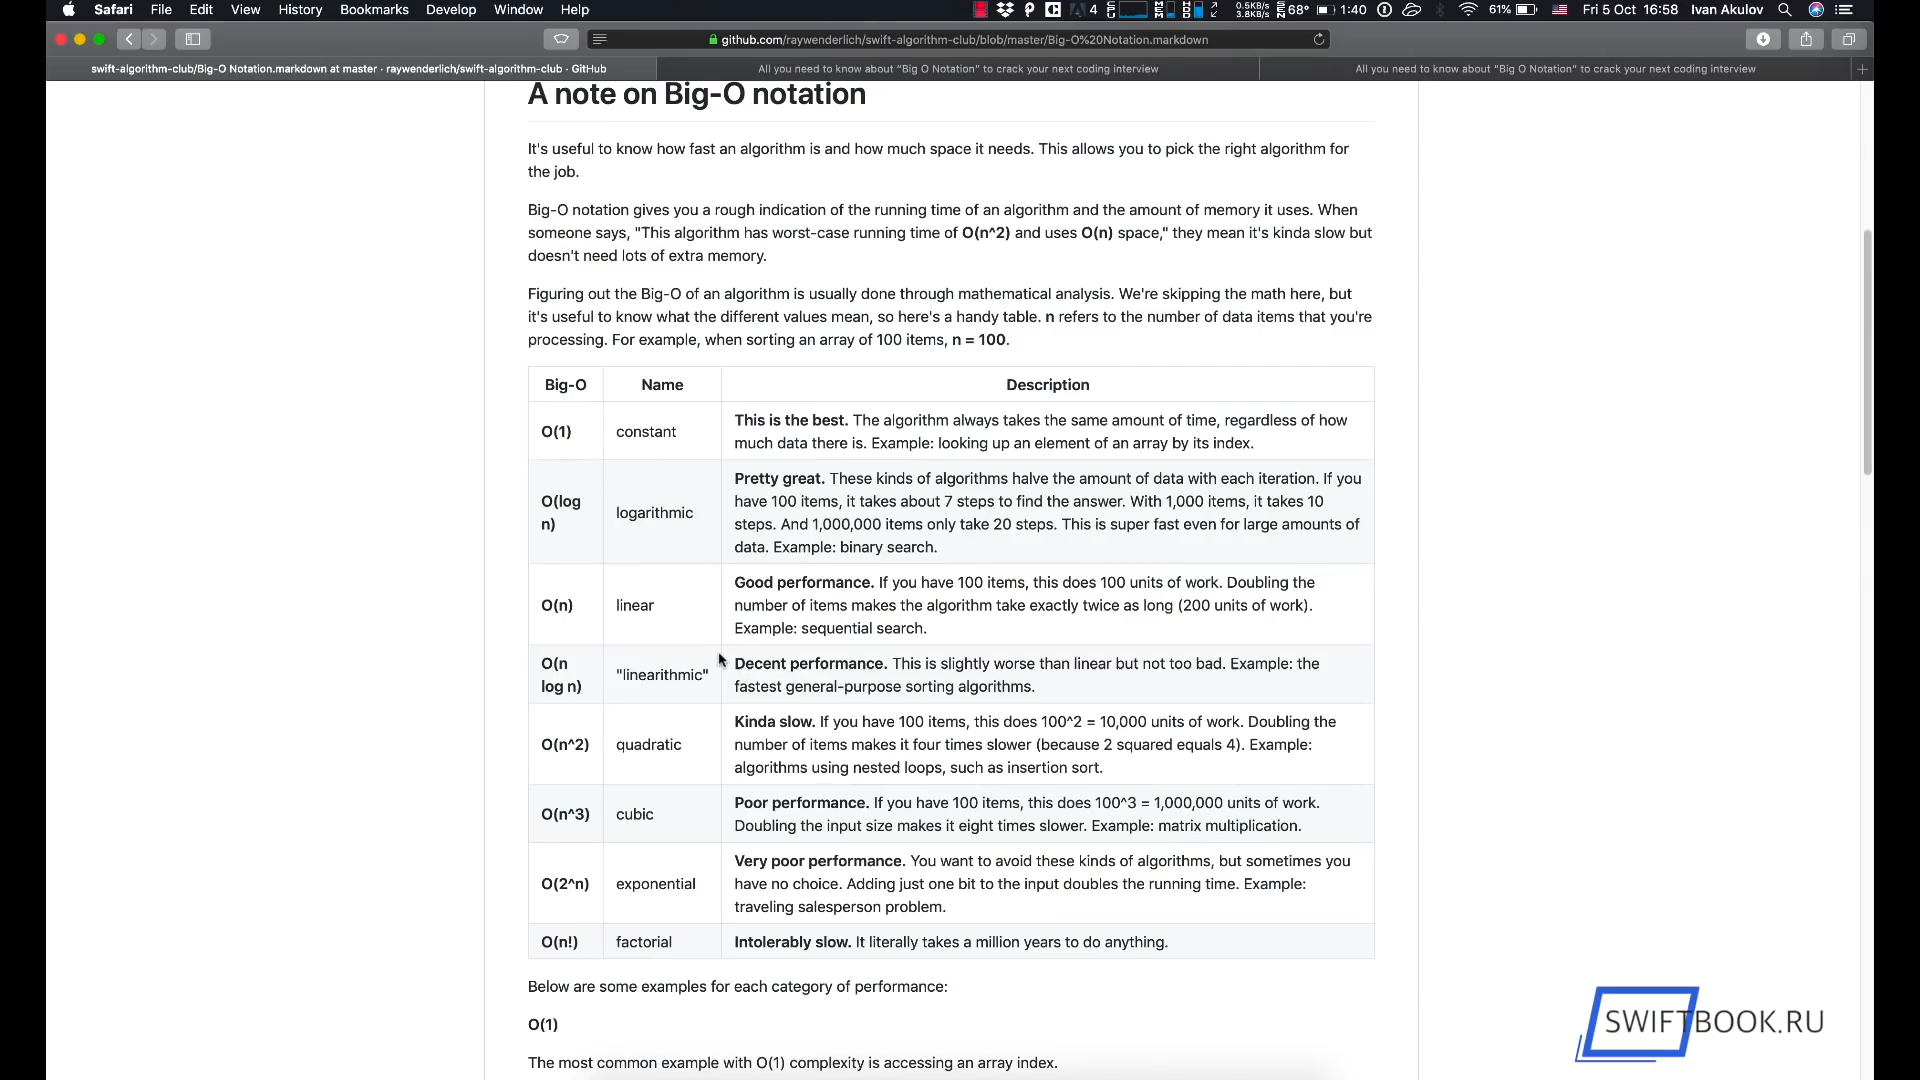 Safari File Edit View History Bookmarks Develop Window Help 4 0.5KB/s 3.8KB/s 68° 1:40 61% Fri 5 Oct 16:58 Ivan Akulov
github.com/raywenderlich/swift-algorithm-club/blob/master/Big-O%20Notation.markdown
swift-algorithm-club/Big-O Notation.markdown at master · raywenderlich/swift-algorithm-club · GitHub
All you need to know about “Big O Notation” to crack your next coding interview
All you need to know about “Big O Notation” to crack your next coding interview
A note on Big-O notation
It's useful to know how fast an algorithm is and how much space it needs. This allows you to pick the right algorithm for
the job.
Big-O notation gives you a rough indication of the running time of an algorithm and the amount of memory it uses. When
someone says, "This algorithm has worst-case running time of O(n^2) and uses O(n) space," they mean it's kinda slow but
doesn't need lots of extra memory.
Figuring out the Big-O of an algorithm is usually done through mathematical analysis. We're skipping the math here, but
it's useful to know what the different values mean, so here's a handy table. n refers to the number of data items that you're
processing. For example, when sorting an array of 100 items, n = 100.
Big-O Name Description
O(1) constant
This is the best. The algorithm always takes the same amount of time, regardless of how
much data there is. Example: looking up an element of an array by its index.
O(log
n)
logarithmic
Pretty great. These kinds of algorithms halve the amount of data with each iteration. If you
have 100 items, it takes about 7 steps to find the answer. With 1,000 items, it takes 10
steps. And 1,000,000 items only take 20 steps. This is super fast even for large amounts of
data. Example: binary search.
O(n) linear
Good performance. If you have 100 items, this does 100 units of work. Doubling the
number of items makes the algorithm take exactly twice as long (200 units of work).
Example: sequential search.
O(n
log n)
"linearithmic"
Decent performance. This is slightly worse than linear but not too bad. Example: the
fastest general-purpose sorting algorithms.
O(n^2) quadratic
Kinda slow. If you have 100 items, this does 100^2 = 10,000 units of work. Doubling the
number of items makes it four times slower (because 2 squared equals 4). Example:
algorithms using nested loops, such as insertion sort.
O(n^3) cubic
Poor performance. If you have 100 items, this does 100^3 = 1,000,000 units of work.
Doubling the input size makes it eight times slower. Example: matrix multiplication.
O(2^n) exponential
Very poor performance. You want to avoid these kinds of algorithms, but sometimes you
have no choice. Adding just one bit to the input doubles the running time. Example:
traveling salesperson problem.
O(n!) factorial
Intolerably slow. It literally takes a million years to do anything.
Below are some examples for each category of performance:
O(1)
The most common example with O(1) complexity is accessing an array index.
SWIFTBOOK.RU